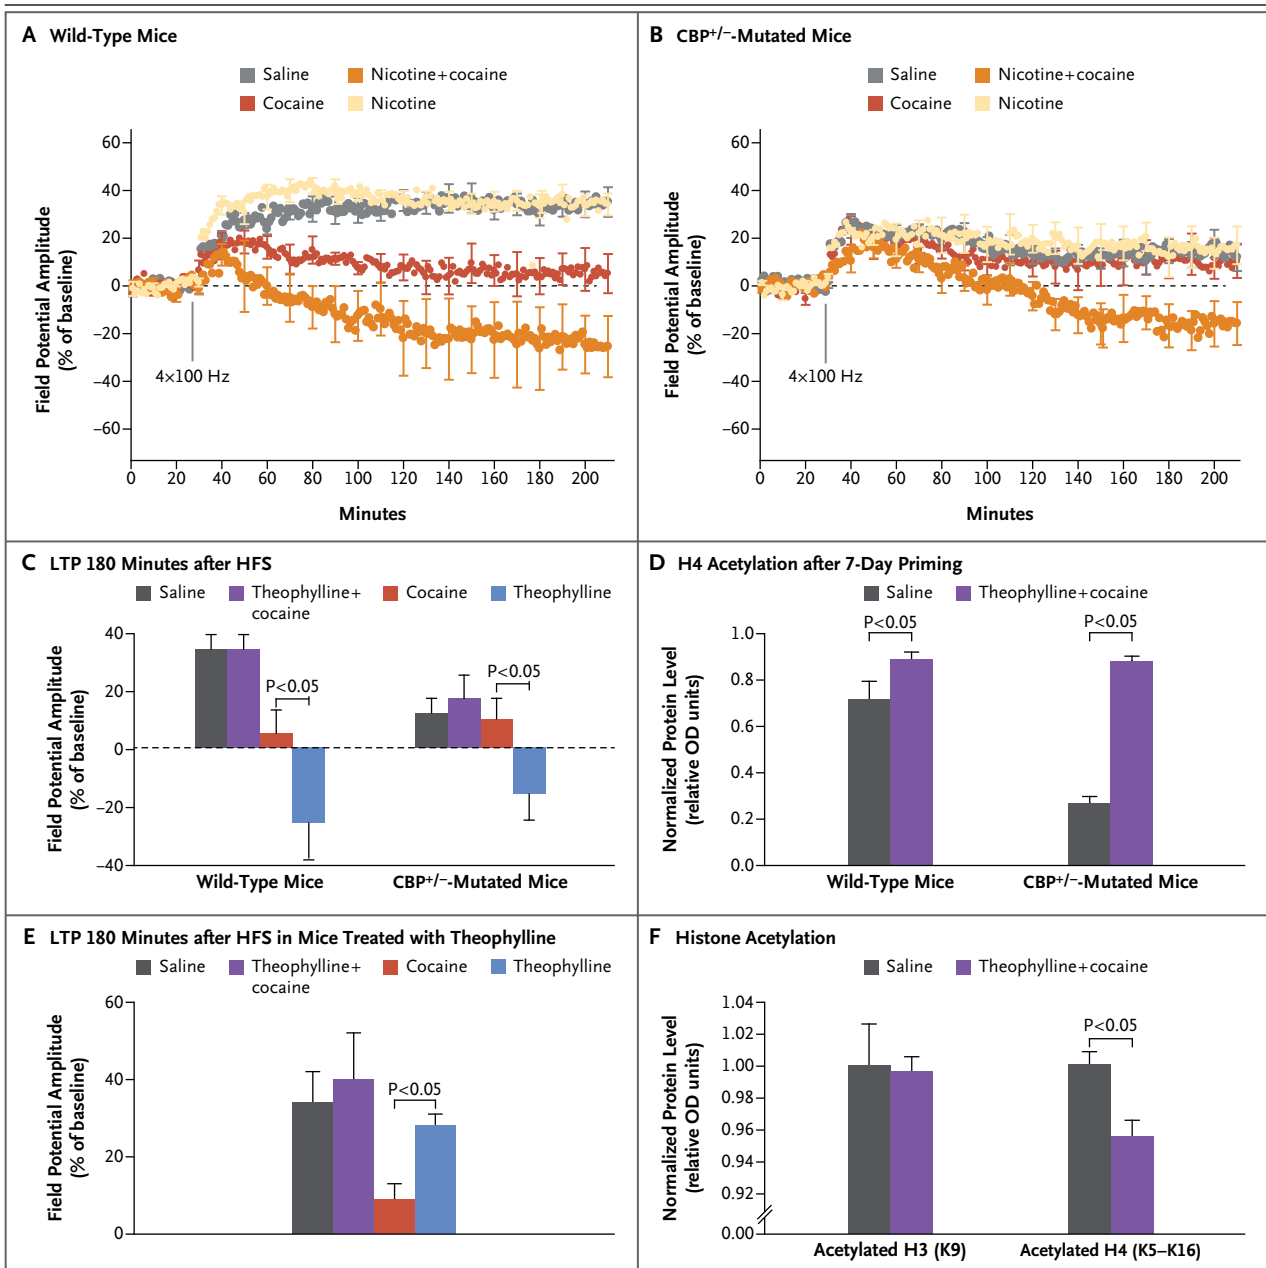 A Wild-Type Mice
Saline
Nicotine+cocaine
Cocaine
Nicotine
Field Potential Amplitude
(% of baseline)
60
40
20
0
−20
−40
−60
4×100 Hz
0 20 40 60 80 100 120 140 160 180 200
Minutes
B CBP+/−-Mutated Mice
Saline
Nicotine+cocaine
Cocaine
Nicotine
Field Potential Amplitude
(% of baseline)
60
40
20
0
−20
−40
−60
4×100 Hz
0 20 40 60 80 100 120 140 160 180 200
Minutes
C LTP 180 Minutes after HFS
Saline
Theophylline+
cocaine
Cocaine
Theophylline
Field Potential Amplitude
(% of baseline)
40
20
0
−20
−40
P<0.05
P<0.05
Wild-Type Mice
CBP+/−-Mutated Mice
D H4 Acetylation after 7-Day Priming
Saline
Theophylline+cocaine
Normalized Protein Level
(relative OD units)
1.0
0.8
0.6
0.4
0.2
0.0
P<0.05
P<0.05
Wild-Type Mice
CBP+/−-Mutated Mice
E LTP 180 Minutes after HFS in Mice Treated with Theophylline
Saline
Theophylline+
cocaine
Cocaine
Theophylline
Field Potential Amplitude
(% of baseline)
60
40
20
0
P<0.05
F Histone Acetylation
Saline
Theophylline+cocaine
Normalized Protein Level
(relative OD units)
1.04
1.02
1.00
0.98
0.96
0.94
0.92
0.00
P<0.05
Acetylated H3 (K9)
Acetylated H4 (K5–K16)